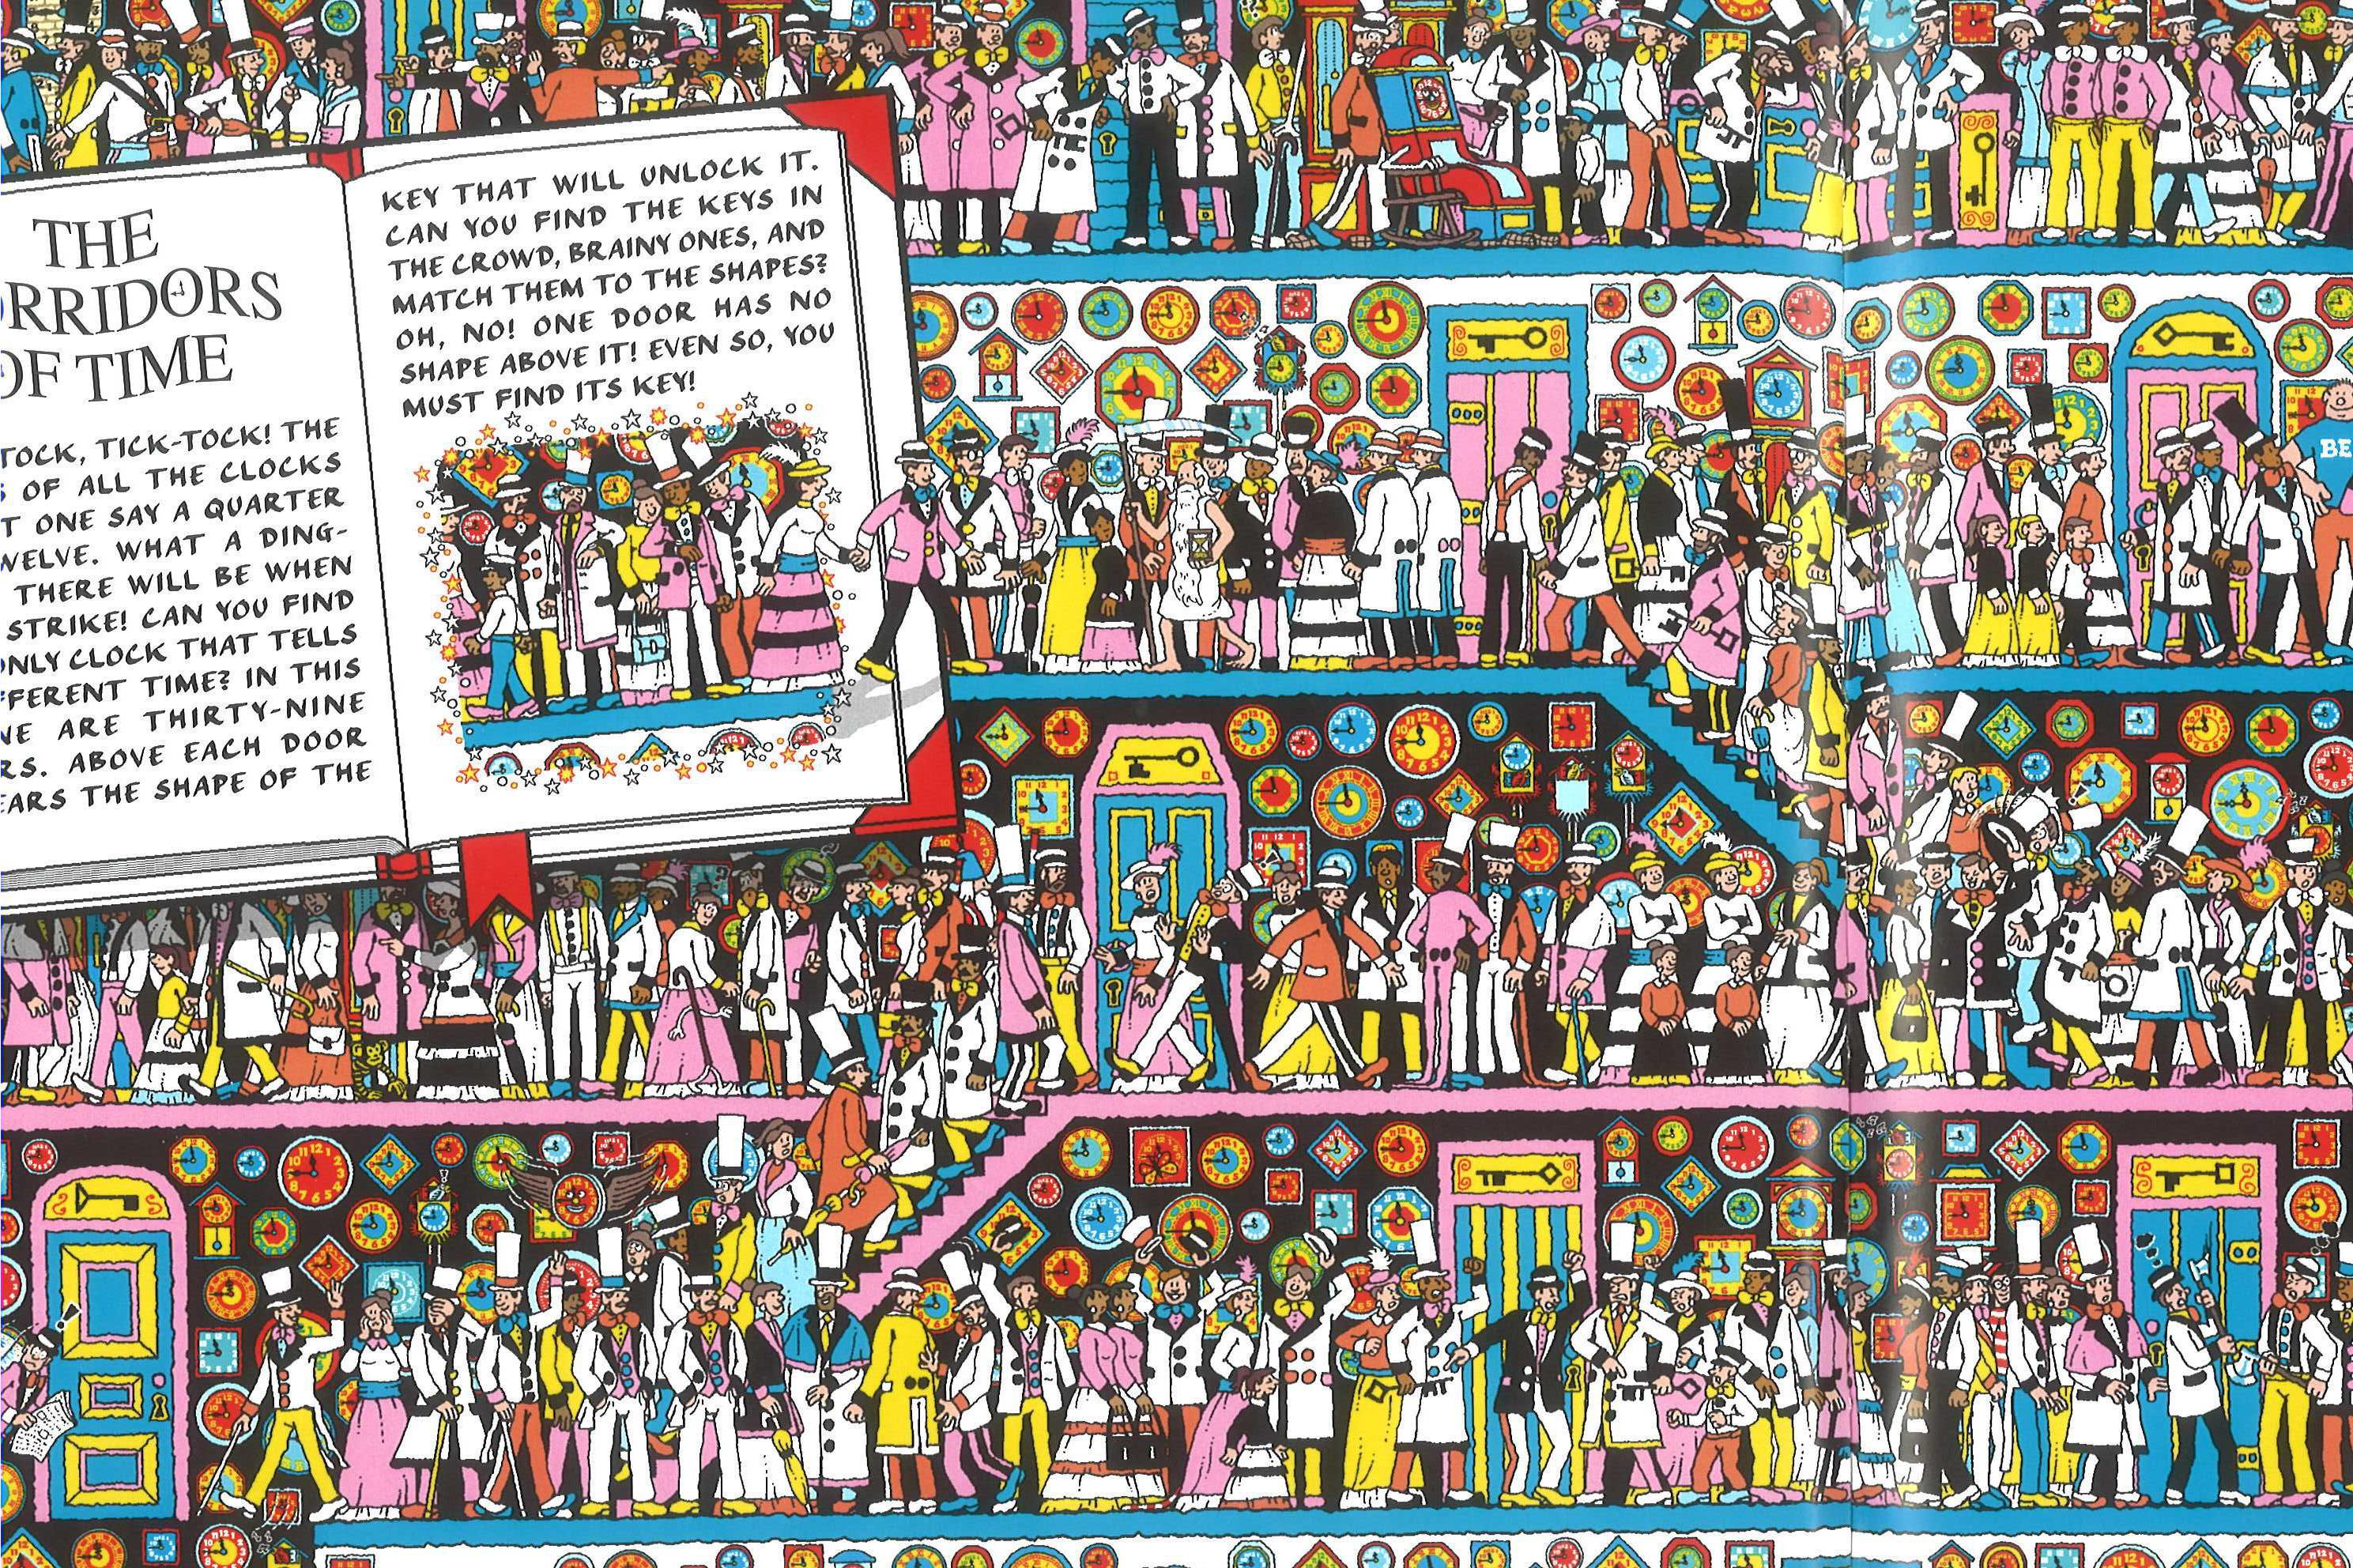 THE
ORRIDORS
OF TIME
TOCK, TICK-TOCK! THE
OF ALL THE CLOCKS
T ONE SAY A QUARTER
WELVE. WHAT A DING-
THERE WILL BE WHEN
STRIKE! CAN YOU FIND
ONLY CLOCK THAT TELLS
FFERENT TIME? IN THIS
NE ARE THIRTY-NINE
RS. ABOVE EACH DOOR
EARS THE SHAPE OF THE
KEY THAT WILL UNLOCK IT.
CAN YOU FIND THE KEYS IN
THE CROWD, BRAINY ONES, AND
MATCH THEM TO THE SHAPES?
OH, NO! ONE DOOR HAS NO
SHAPE ABOVE IT! EVEN SO, YOU
MUST FIND ITS KEY!
BE